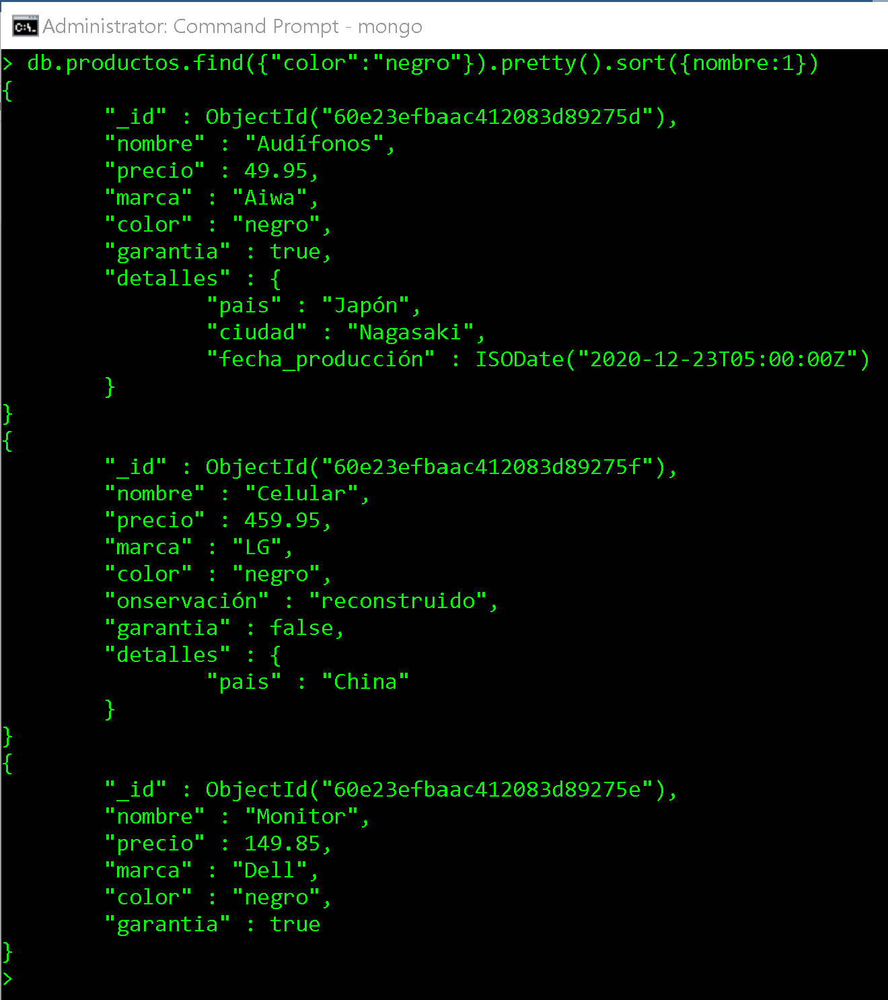 C:\. Administrator: Command Prompt - mongo
> db.productos.find({"color":"negro"}).pretty().sort({nombre:1})
{
        "_id" : ObjectId("60e23efbaac412083d89275d"),
        "nombre" : "Audífonos",
        "precio" : 49.95,
        "marca" : "Aiwa",
        "color" : "negro",
        "garantia" : true,
        "detalles" : {
                "pais" : "Japón",
                "ciudad" : "Nagasaki",
                "fecha_producción" : ISODate("2020-12-23T05:00:00Z")
        }
}
{
        "_id" : ObjectId("60e23efbaac412083d89275f"),
        "nombre" : "Celular",
        "precio" : 459.95,
        "marca" : "LG",
        "color" : "negro",
        "onservación" : "reconstruido",
        "garantia" : false,
        "detalles" : {
                "pais" : "China"
        }
}
{
        "_id" : ObjectId("60e23efbaac412083d89275e"),
        "nombre" : "Monitor",
        "precio" : 149.85,
        "marca" : "Dell",
        "color" : "negro",
        "garantia" : true
}
>